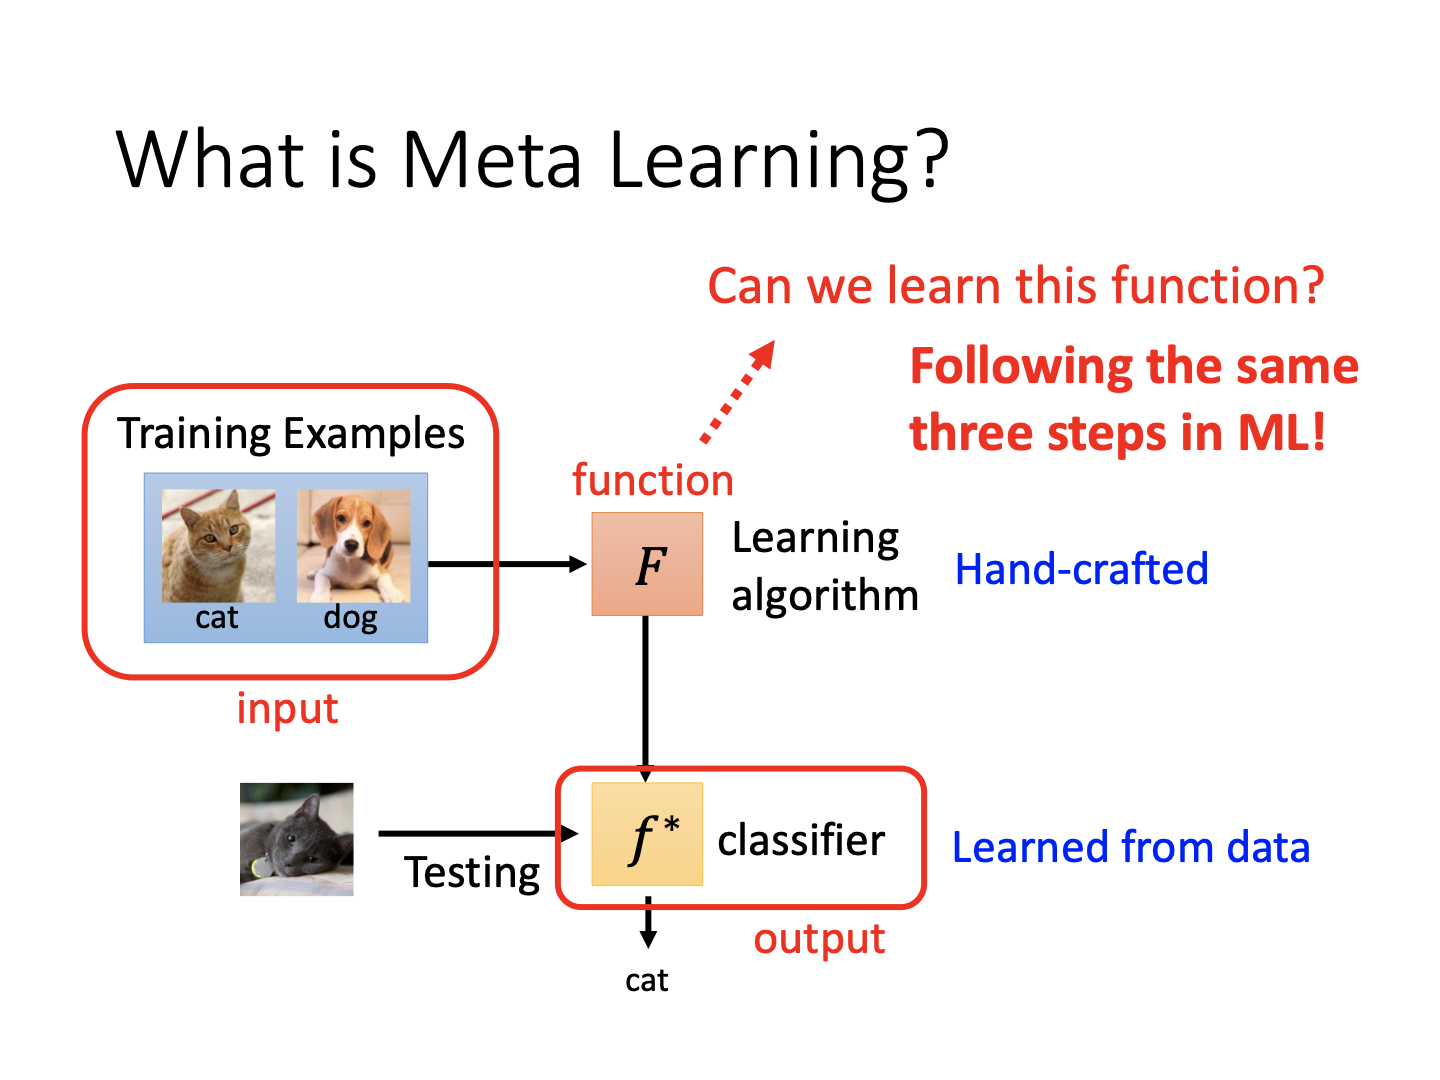 What is Meta Learning?
Can we learn this function?
Following the same
three steps in ML!
Training Examples
cat
dog
input
function
F
Learning
algorithm
Hand-crafted
Testing
f*
classifier
Learned from data
output
cat